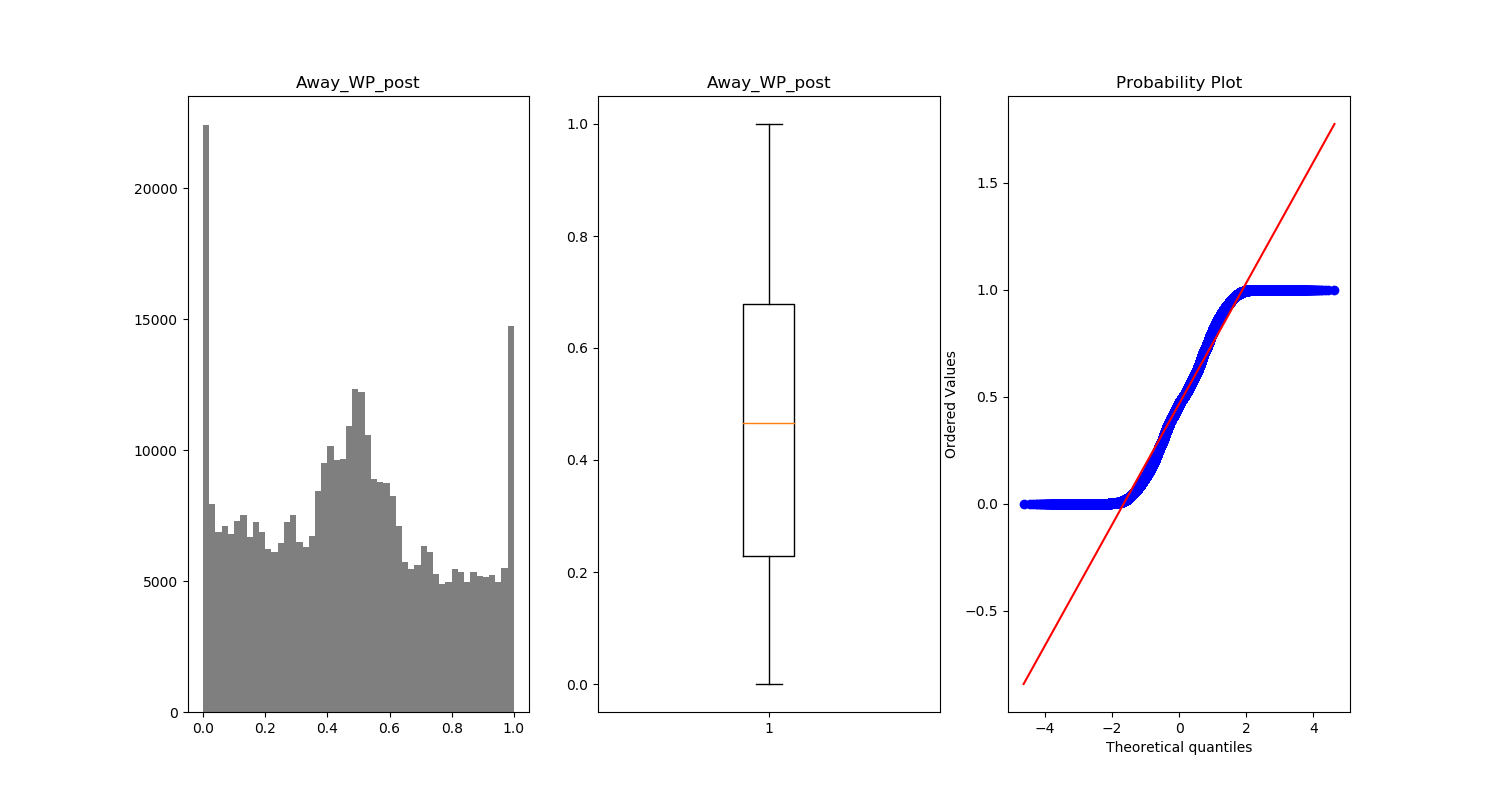 Away_WP_post
20000
15000
10000
5000
0
0.0 0.2 0.4 0.6 0.8 1.0
Away_WP_post
1.0
0.8
0.6
0.4
0.2
0.0
1
Probability Plot
Ordered Values
1.5
1.0
0.5
0.0
−0.5
−4 −2 0 2 4
Theoretical quantiles